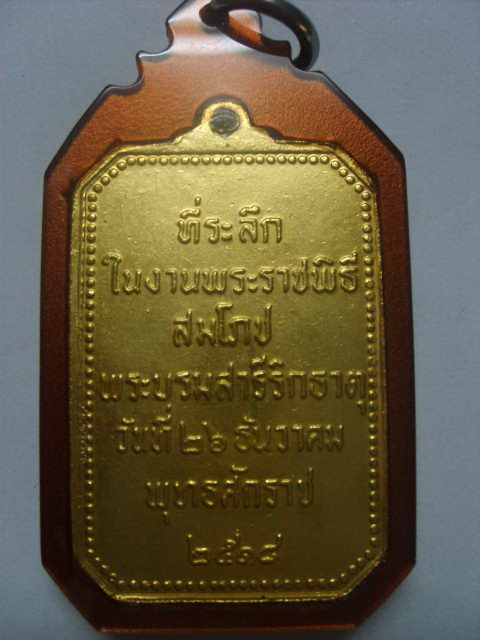 ที่ระลึก
ในงานพระราชพิธี
สมโภช
พระบรมสารีริกธาตุ
วันที่ ๒๖ ธันวาคม
พุทธศักราช
๒๕๑๘